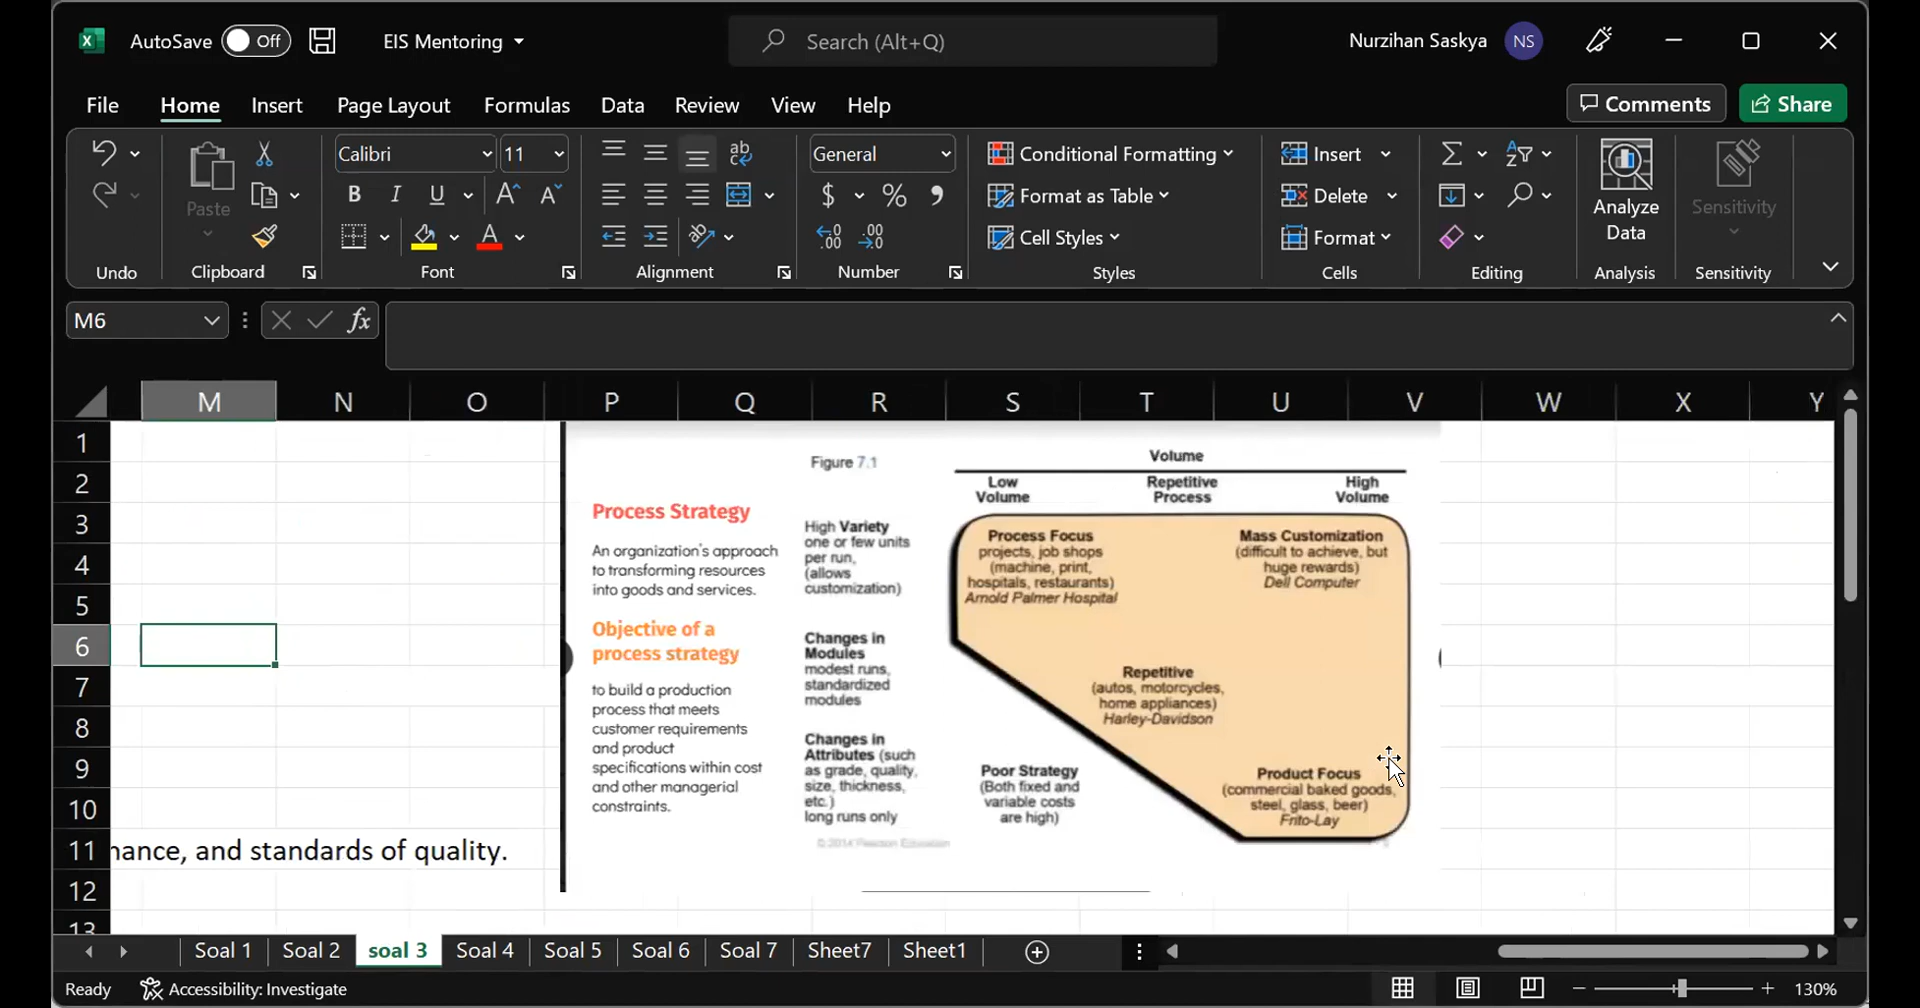 AutoSave Off EIS Mentoring Search (Alt+Q) Nurzihan Saskya NS
File Home Insert Page Layout Formulas Data Review View Help Comments Share
Calibri 11 General Conditional Formatting Insert
Paste B I U $ % Format as Table Delete Analyze Data Sensitivity
Cell Styles Format
Undo Clipboard Font Alignment Number Styles Cells Editing Analysis Sensitivity
M6 fx
M N O P Q R S T U V W X Y
1
2
3
4
5
6
7
8
9
10
11
12
13
nance, and standards of quality.
Figure 7.1
Process Strategy
An organization's approach
to transforming resources
into goods and services.
Objective of a
process strategy
to build a production
process that meets
customer requirements
and product
specifications within cost
and other managerial
constraints.
Volume
Low
Volume
Repetitive
Process
High
Volume
High Variety
one or few units
per run,
(allows
customization)
Changes in
Modules
modest runs,
standardized
modules
Changes in
Attributes (such
as grade, quality,
size, thickness,
etc.)
long runs only
Process Focus
projects, job shops
(machine, print,
hospitals, restaurants)
Arnold Palmer Hospital
Mass Customization
(difficult to achieve, but
huge rewards)
Dell Computer
Repetitive
(autos, motorcycles,
home appliances)
Harley-Davidson
Poor Strategy
(Both fixed and
variable costs
are high)
Product Focus
(commercial baked goods,
steel, glass, beer)
Frito-Lay
© 2014 Pearson Education
Soal 1 Soal 2 soal 3 Soal 4 Soal 5 Soal 6 Soal 7 Sheet7 Sheet1
Ready Accessibility: Investigate 130%